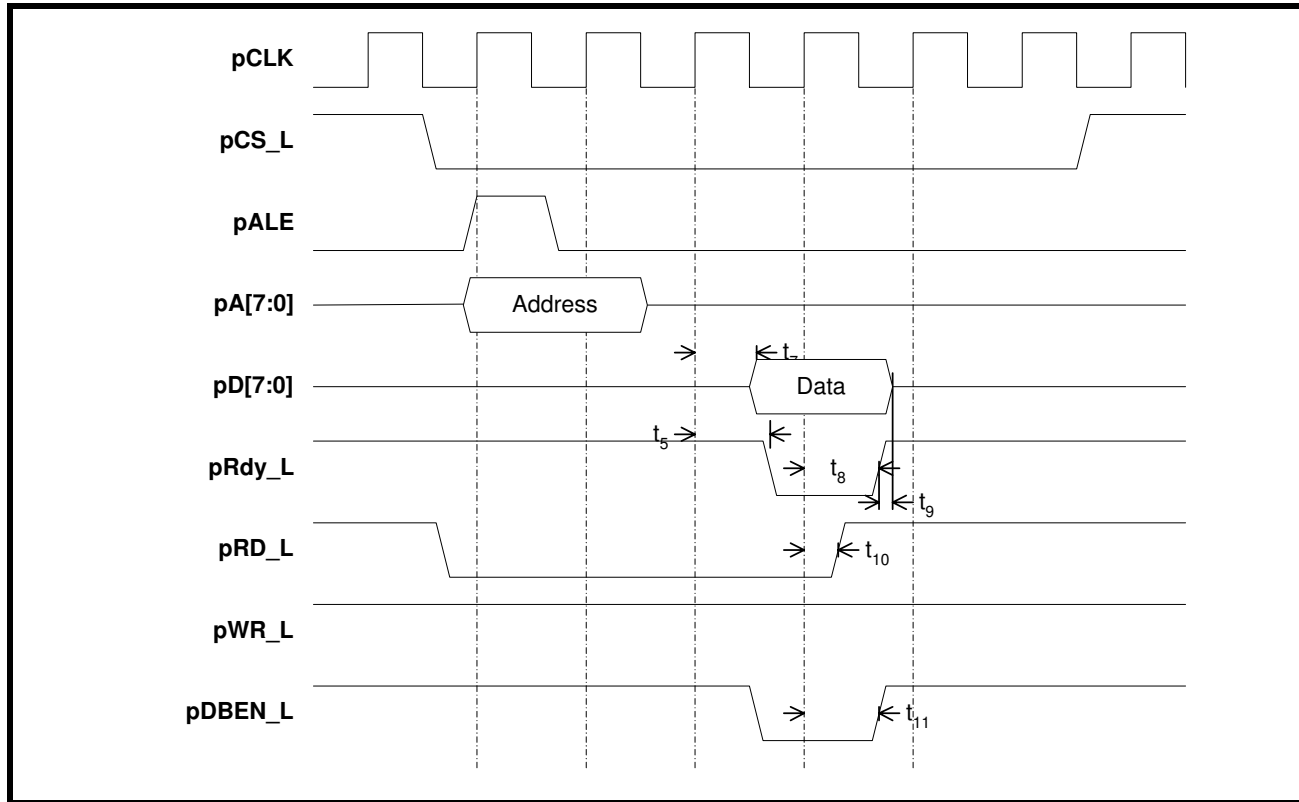 pCLK
pCS_L
pALE
pA[7:0]
Address
t7
pD[7:0]
Data
t5
pRdy_L
t8
t9
pRD_L
t10
pWR_L
pDBEN_L
t11